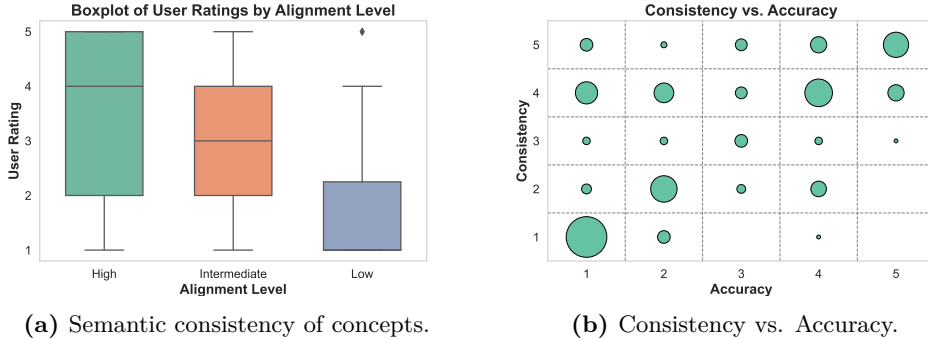 Boxplot of User Ratings by Alignment Level
User Rating
5
4
3
2
1
High Intermediate Low
Alignment Level
(a) Semantic consistency of concepts.
Consistency vs. Accuracy
Consistency
5
4
3
2
1
1 2 3 4 5
Accuracy
(b) Consistency vs. Accuracy.